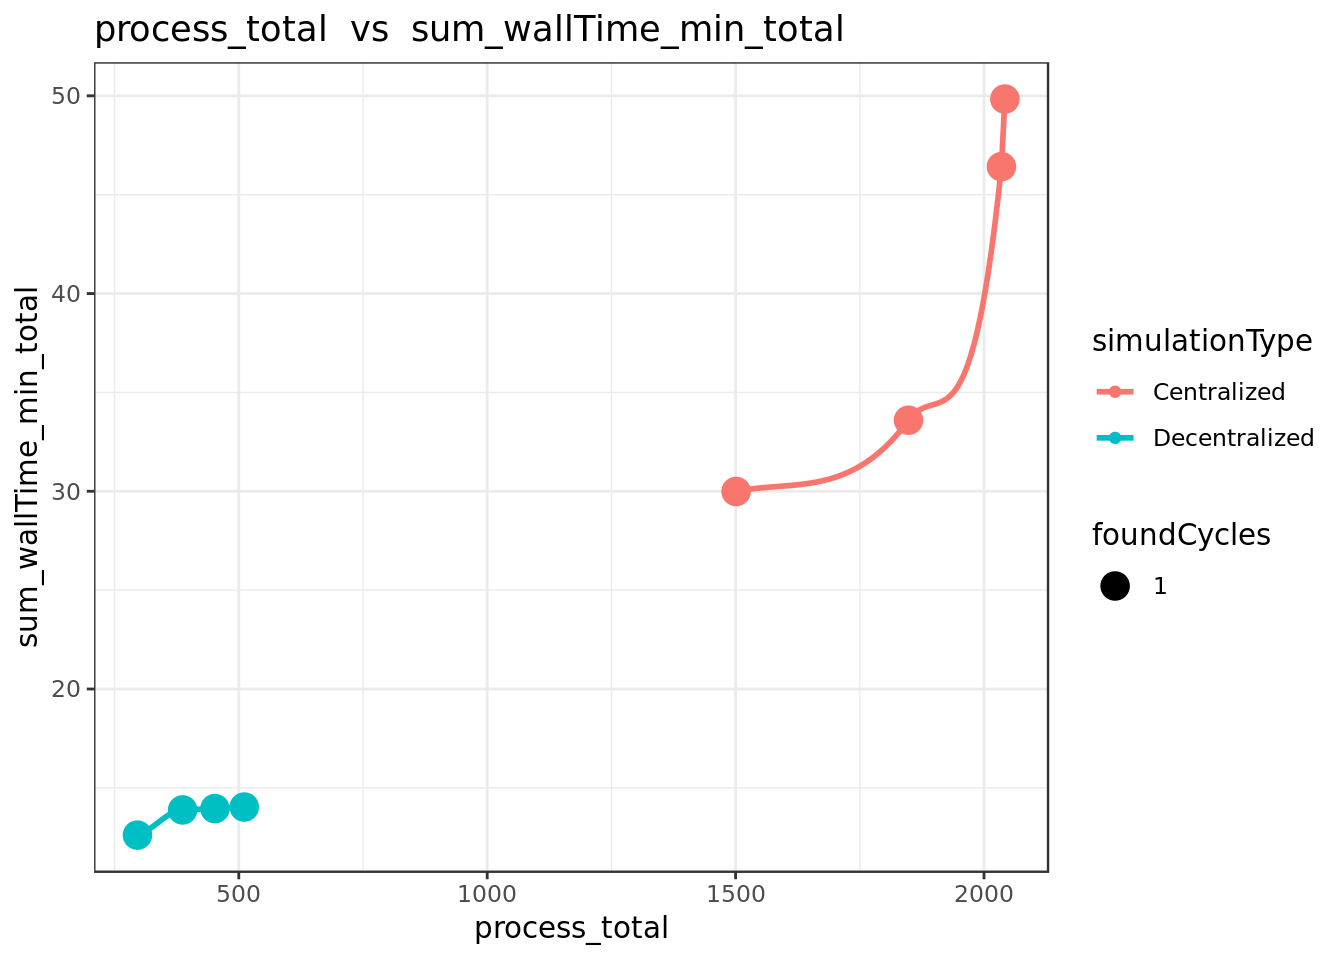 process_total vs sum_wallTime_min_total
sum_wallTime_min_total
50
40
30
20
500
1000
1500
2000
process_total
simulationType
Centralized
Decentralized
foundCycles
1